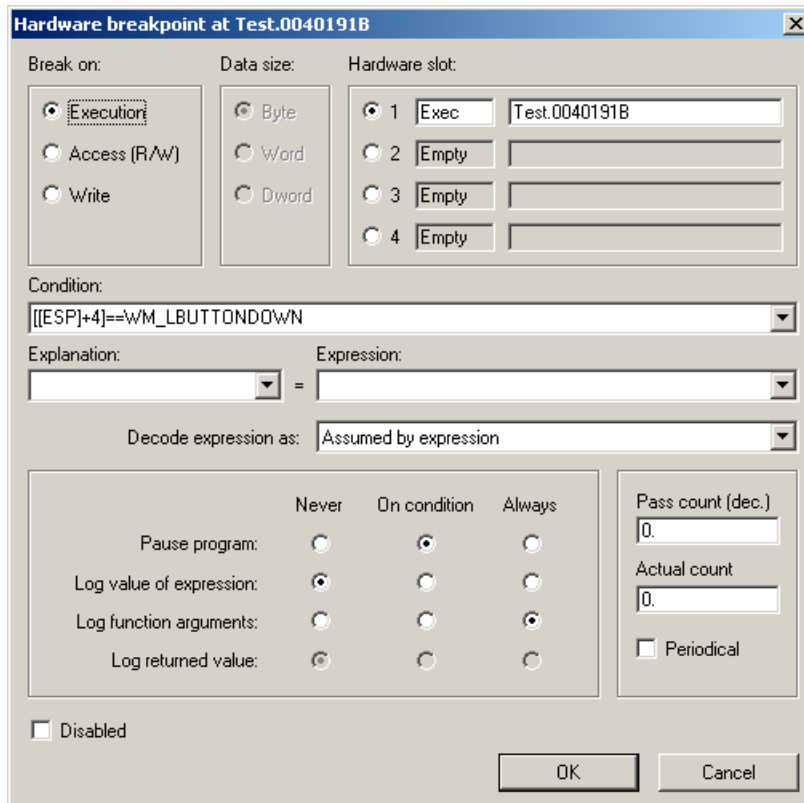 Hardware breakpoint at Test.0040191B
Break on:
Data size:
Hardware slot:
Execution
Byte
1 Exec Test.0040191B
Access (R/W)
Word
2 Empty
Write
Dword
3 Empty
4 Empty
Condition:
[[ESP]+4]==WM_LBUTTONDOWN
Explanation:
Expression:
=
Decode expression as: Assumed by expression
Never On condition Always
Pause program:
Log value of expression:
Log function arguments:
Log returned value:
Pass count (dec.)
0.
Actual count
0.
Periodical
Disabled
OK
Cancel